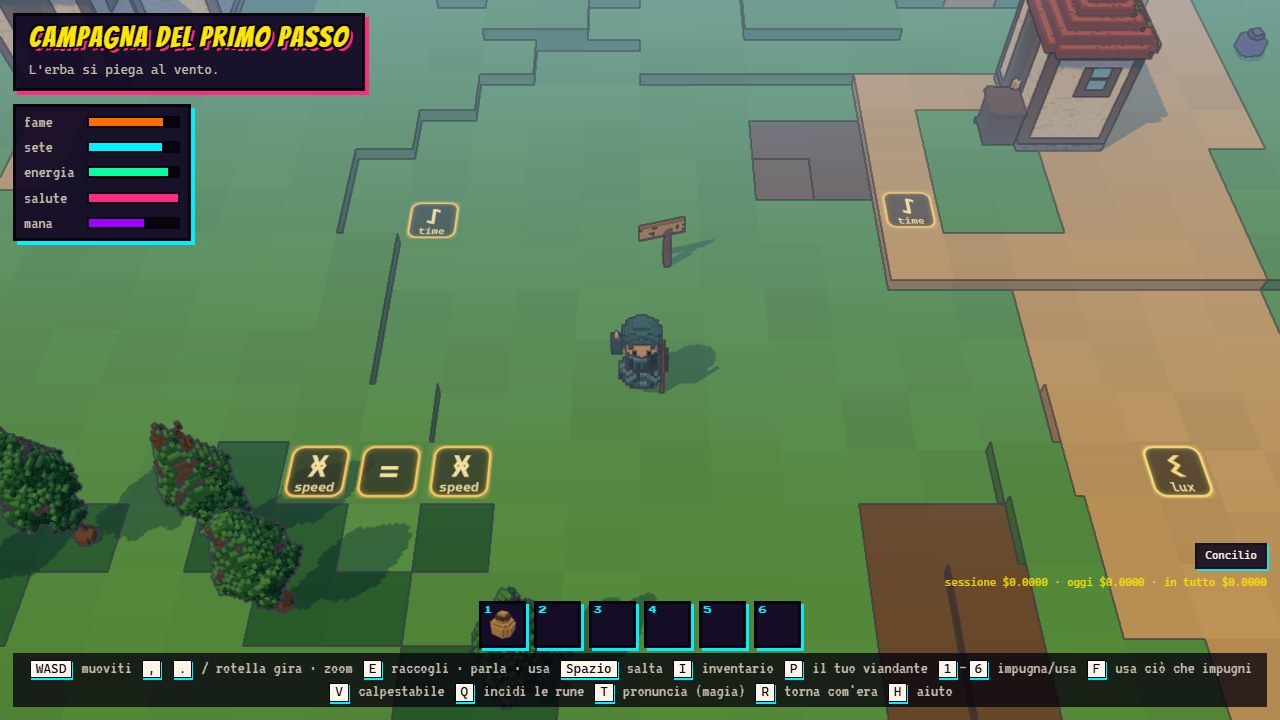 CAMPAGNA DEL PRIMO PASSO
L'erba si piega al vento.
fame
sete
energia
salute
mana
time
time
speed = speed
lux
Concilio
sessione $0.0000 · oggi $0.0000 · in tutto $0.0000
1 2 3 4 5 6
WASD muoviti , . / rotella gira · zoom E raccogli · parla · usa Spazio salta I inventario P il tuo viandante 1-6 impugna/usa F usa ciò che impugni
V calpestabile Q incidi le rune T pronuncia (magia) R torna com'era H aiuto